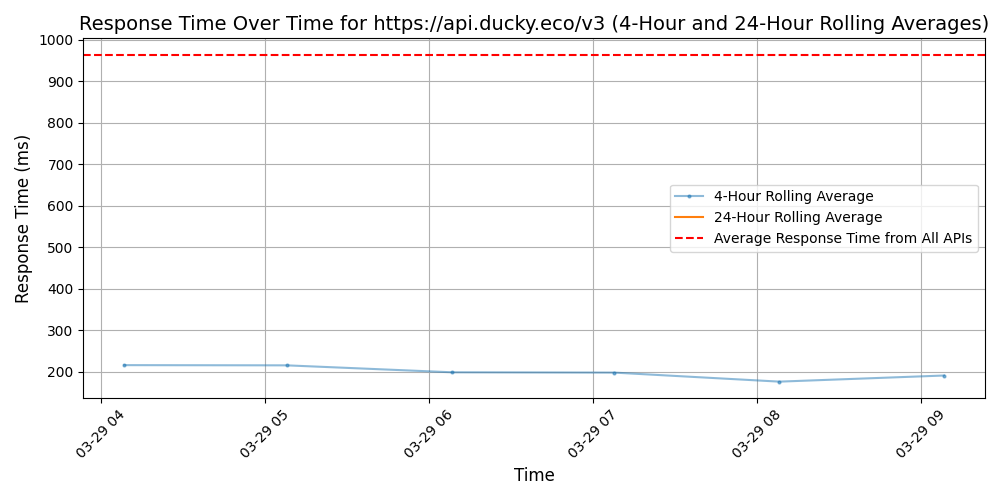 Response Time Over Time for https://api.ducky.eco/v3 (4-Hour and 24-Hour Rolling Averages)
Response Time (ms)
1000
900
800
700
600
500
400
300
200
4-Hour Rolling Average
24-Hour Rolling Average
Average Response Time from All APIs
03-29 04
03-29 05
03-29 06
03-29 07
03-29 08
03-29 09
Time